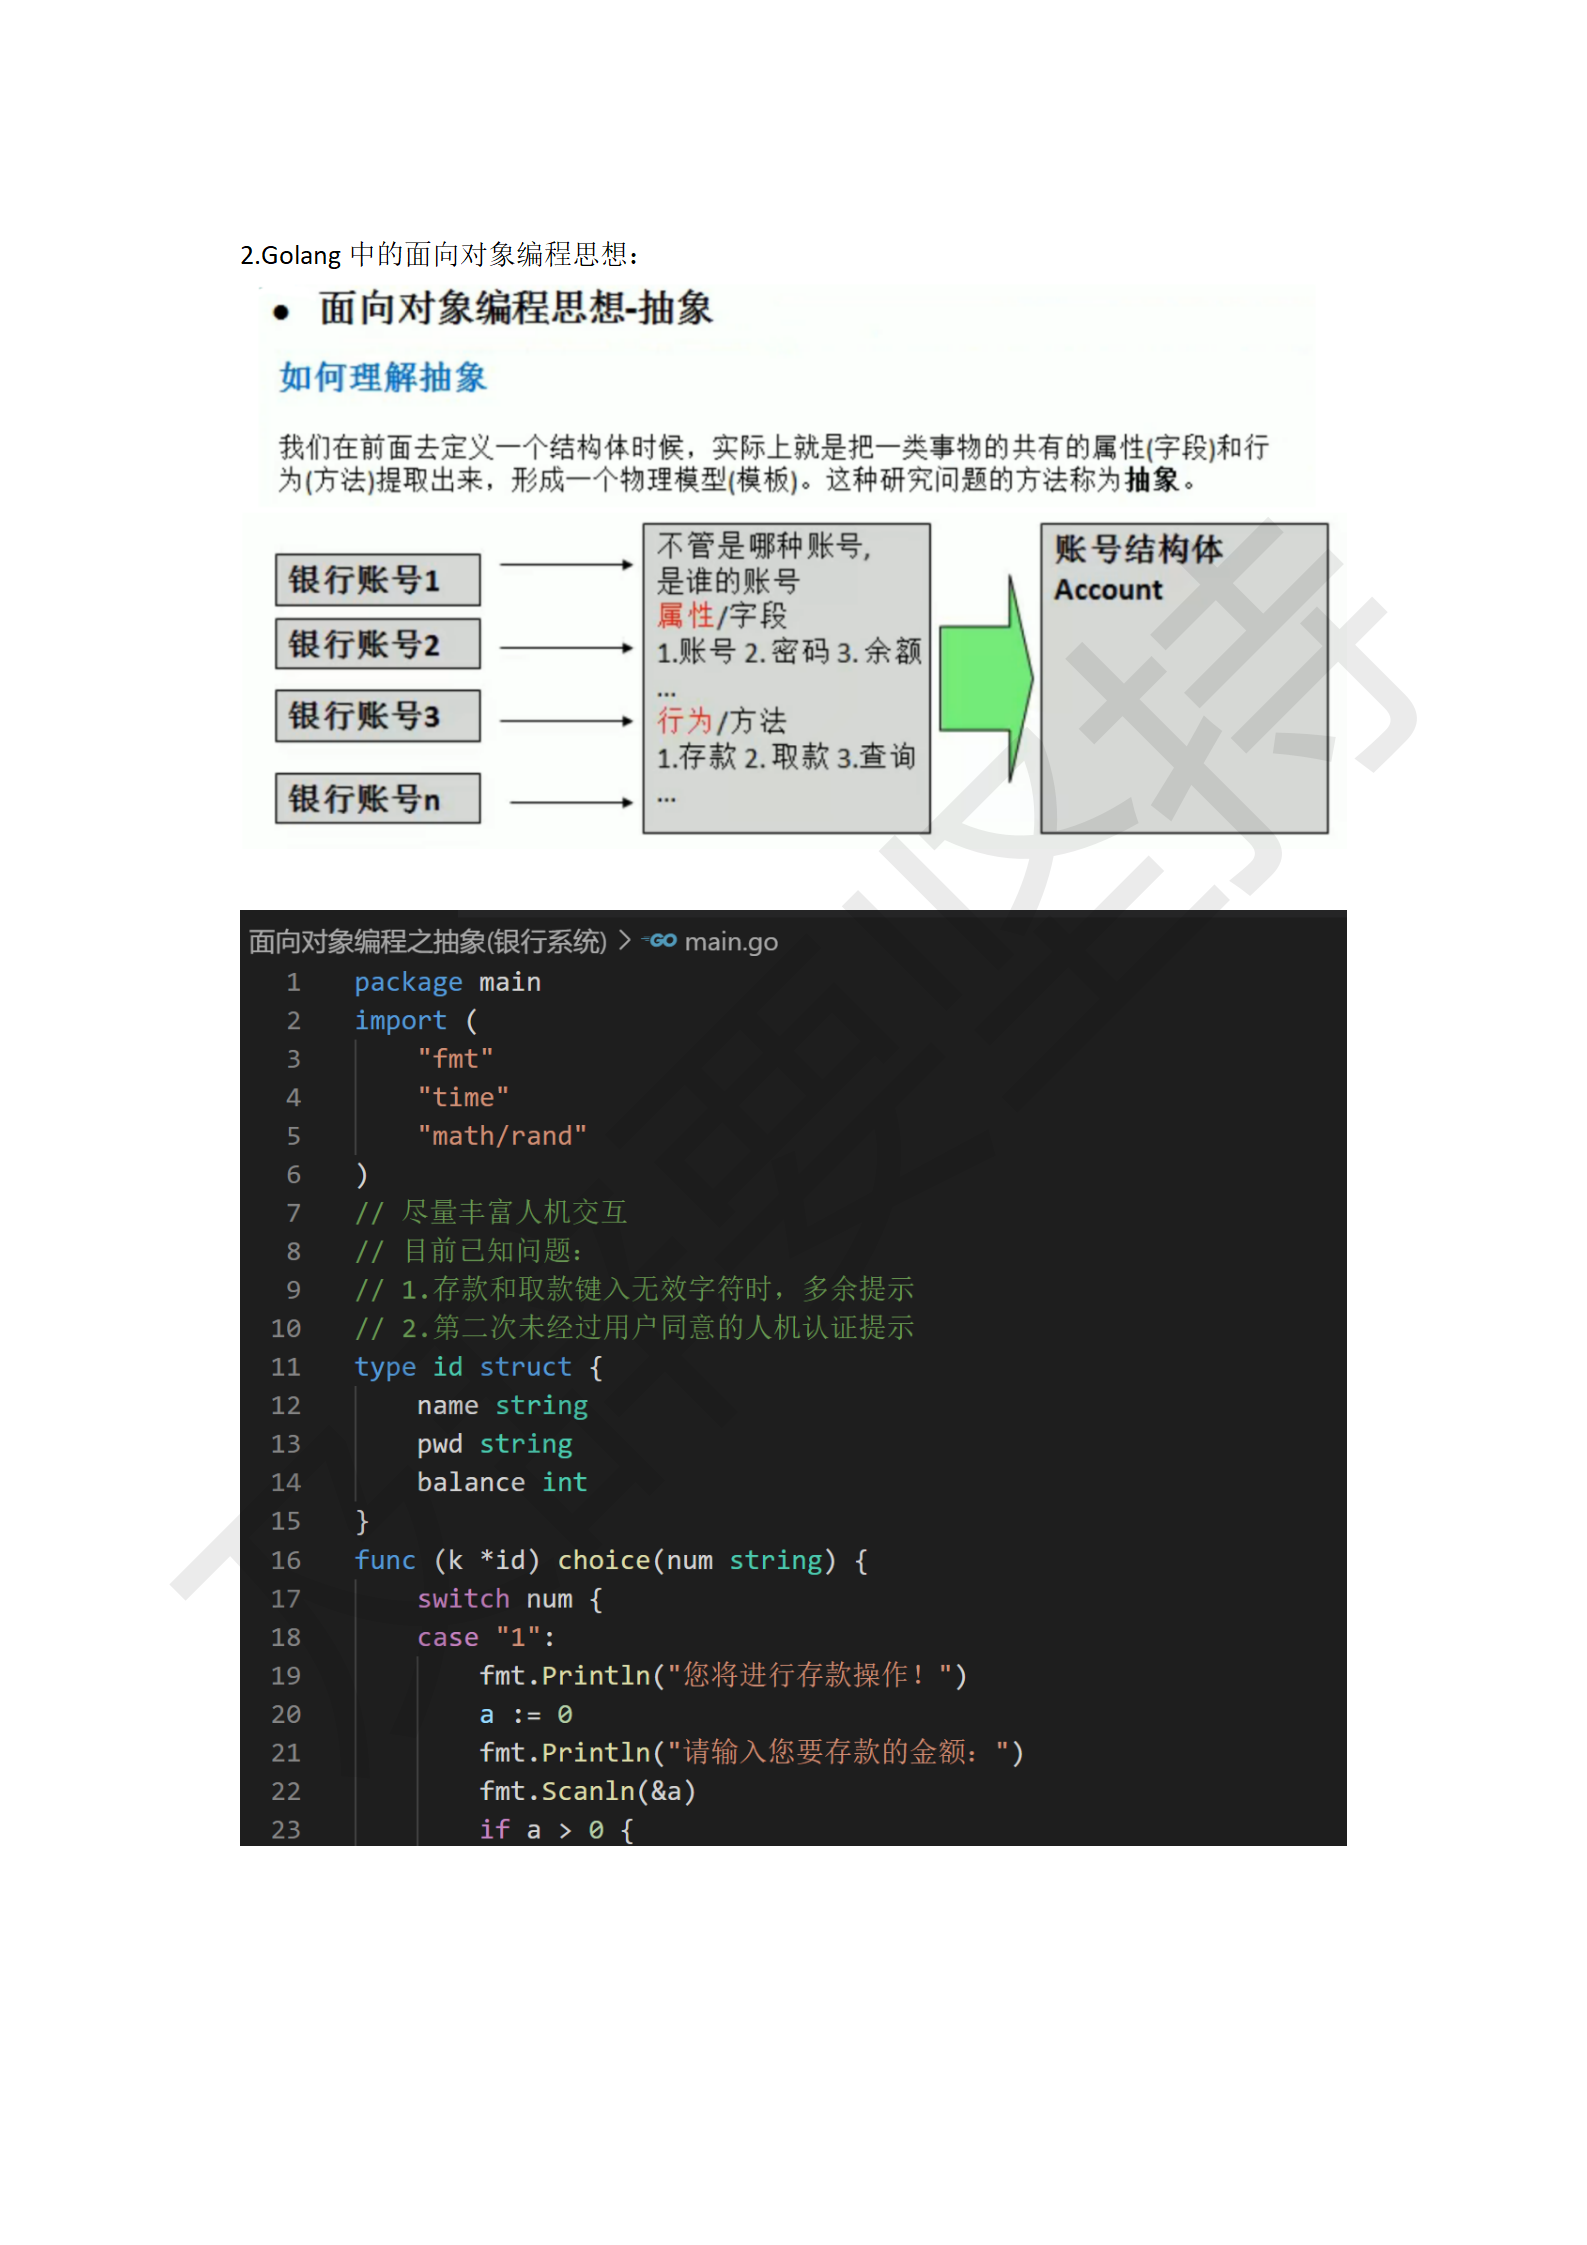 2.Golang 中的面向对象编程思想：
● 面向对象编程思想-抽象
如何理解抽象
我们在前面去定义一个结构体时候，实际上就是把一类事物的共有的属性(字段)和行
为(方法)提取出来，形成一个物理模型(模板)。这种研究问题的方法称为抽象。
银行账号1
银行账号2
银行账号3
银行账号n
不管是哪种账号,
是谁的账号
属性/字段
1.账号 2. 密码 3. 余额
...
行为/方法
1.存款 2. 取款 3.查询
...
账号结构体
Account
面向对象编程之抽象(银行系统) > GO main.go
1 package main
2 import (
3 "fmt"
4 "time"
5 "math/rand"
6 )
7 // 尽量丰富人机交互
8 // 目前已知问题：
9 // 1.存款和取款键入无效字符时，多余提示
10 // 2.第二次未经过用户同意的人机认证提示
11 type id struct {
12 name string
13 pwd string
14 balance int
15 }
16 func (k *id) choice(num string) {
17 switch num {
18 case "1":
19 fmt.Println("您将进行存款操作！")
20 a := 0
21 fmt.Println("请输入您要存款的金额：")
22 fmt.Scanln(&a)
23 if a > 0 {